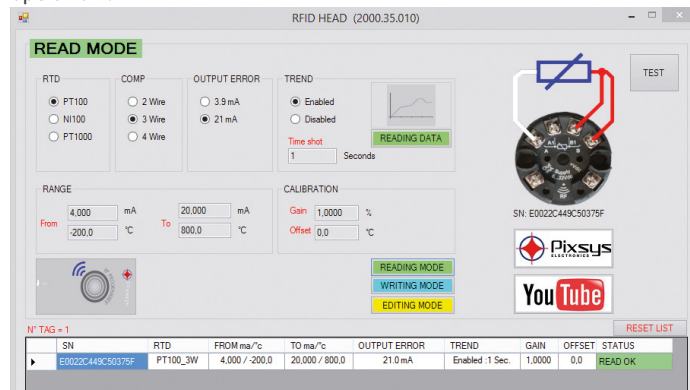 RFID HEAD (2000.35.010)
READ MODE
RTD
PT100
NI100
PT1000
COMP
2 Wire
3 Wire
4 Wire
OUTPUT ERROR
3.9 mA
21 mA
TREND
Enabled
Disabled
Time shot
1 Seconds
READING DATA
TEST
RANGE
From 4,000 mA To 20,000 mA
-200,0 °C 800,0 °C
CALIBRATION
Gain 1,0000 %
Offset 0,0 °C
A1 B1
A B
SN: E0022C449C50375F
Pixsys
ELECTRONICS
YouTube
READING MODE
WRITING MODE
EDITING MODE
N° TAG = 1
RESET LIST
SN RTD FROM ma/°c TO ma/°c OUTPUT ERROR TREND GAIN OFFSET STATUS
E0022C449C50375F PT100_3W 4,000 / -200,0 20,000 / 800,0 21.0 mA Enabled :1 Sec. 1,0000 0,0 READ OK